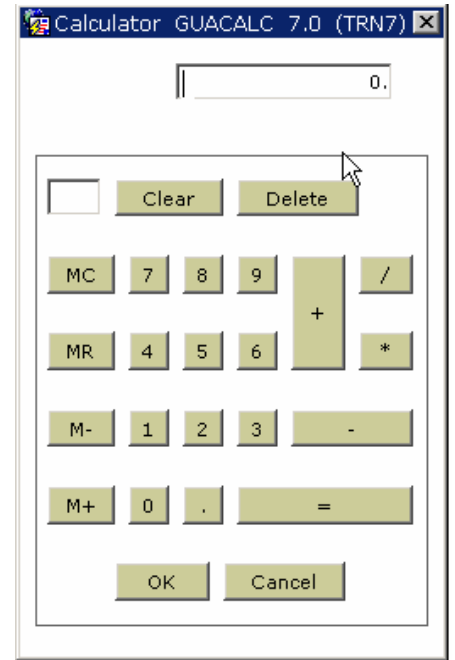 Calculator GUACALC 7.0 (TRN7)
0.
Clear Delete
MC 7 8 9 + /
MR 4 5 6 *
M- 1 2 3 -
M+ 0 . =
OK Cancel